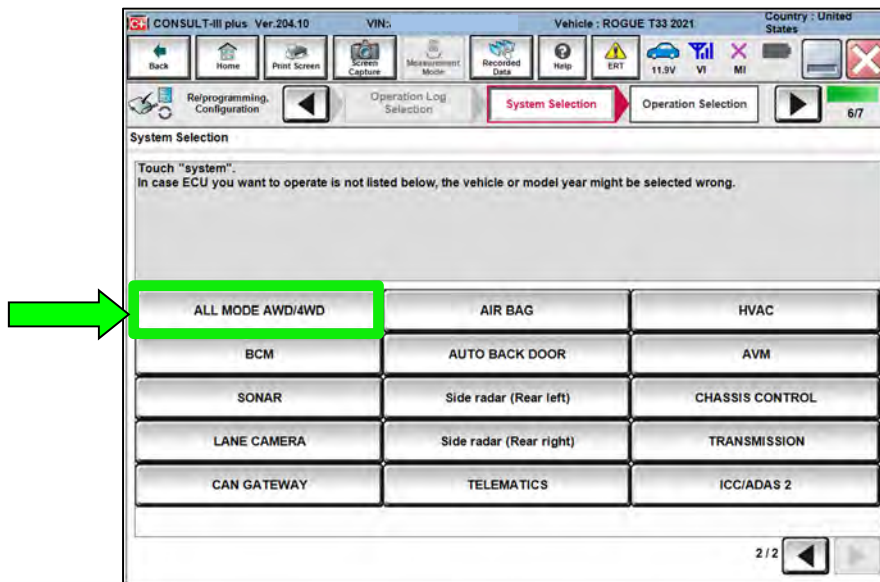 CONSULT-III plus Ver.204.10 VIN: Vehicle : ROGUE T33 2021 Country : United States
Back Home Print Screen Screen Capture Measurement Mode Recorded Data Help ERT 11.9V VI MI
Re/programming, Configuration Operation Log Selection System Selection Operation Selection 6/7
System Selection
Touch "system".
In case ECU you want to operate is not listed below, the vehicle or model year might be selected wrong.
ALL MODE AWD/4WD AIR BAG HVAC
BCM AUTO BACK DOOR AVM
SONAR Side radar (Rear left) CHASSIS CONTROL
LANE CAMERA Side radar (Rear right) TRANSMISSION
CAN GATEWAY TELEMATICS ICC/ADAS 2
2/2